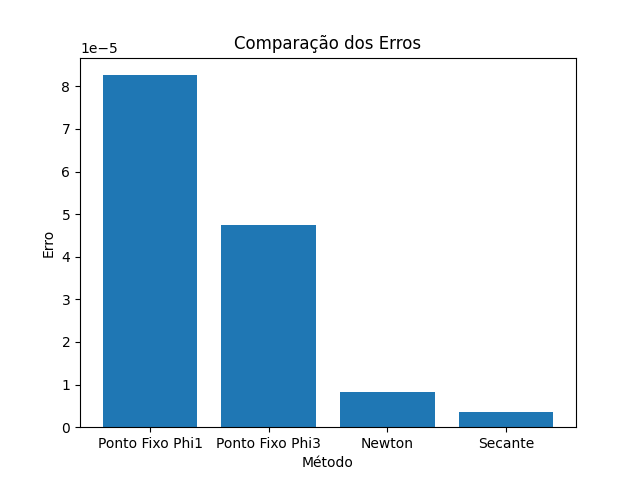 Comparação dos Erros
1e−5
8
7
6
5
4
3
2
1
0
Erro
Ponto Fixo Phi1
Ponto Fixo Phi3
Newton
Secante
Método